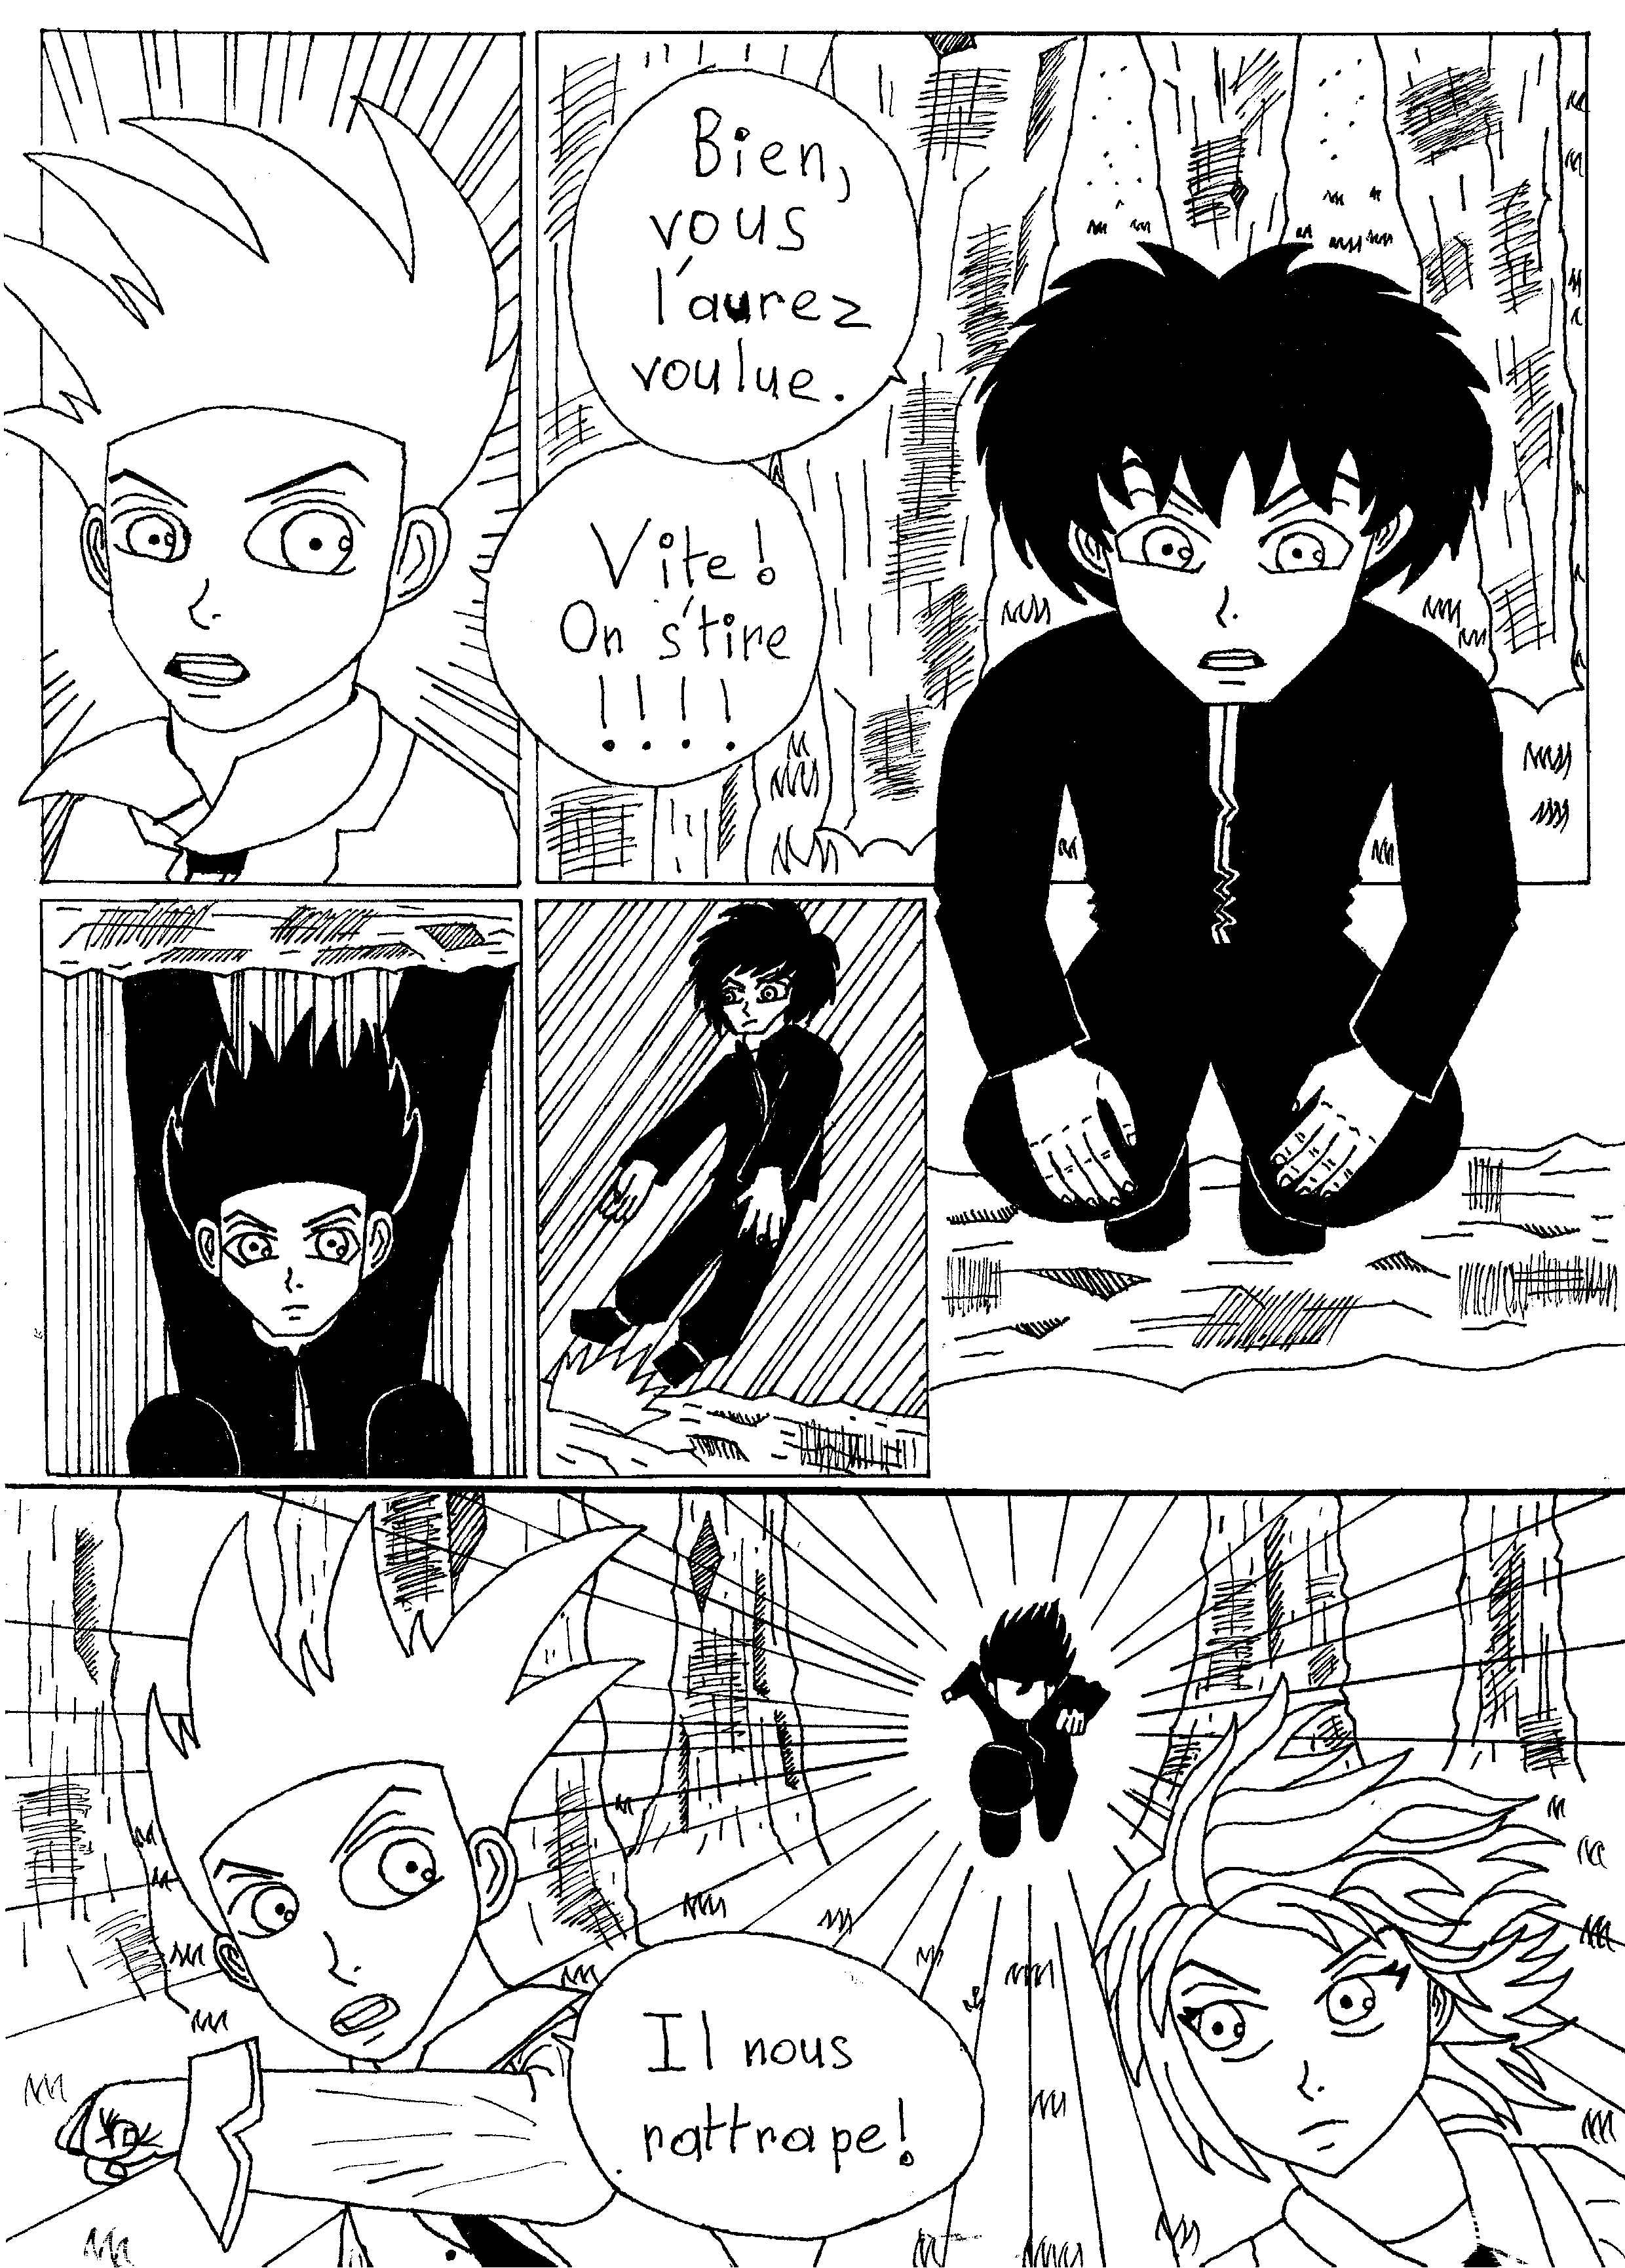 Bien,
vous
l'aurez
voulue.
Vite!
On s'tire
!!!!
Il nous
rattrape!